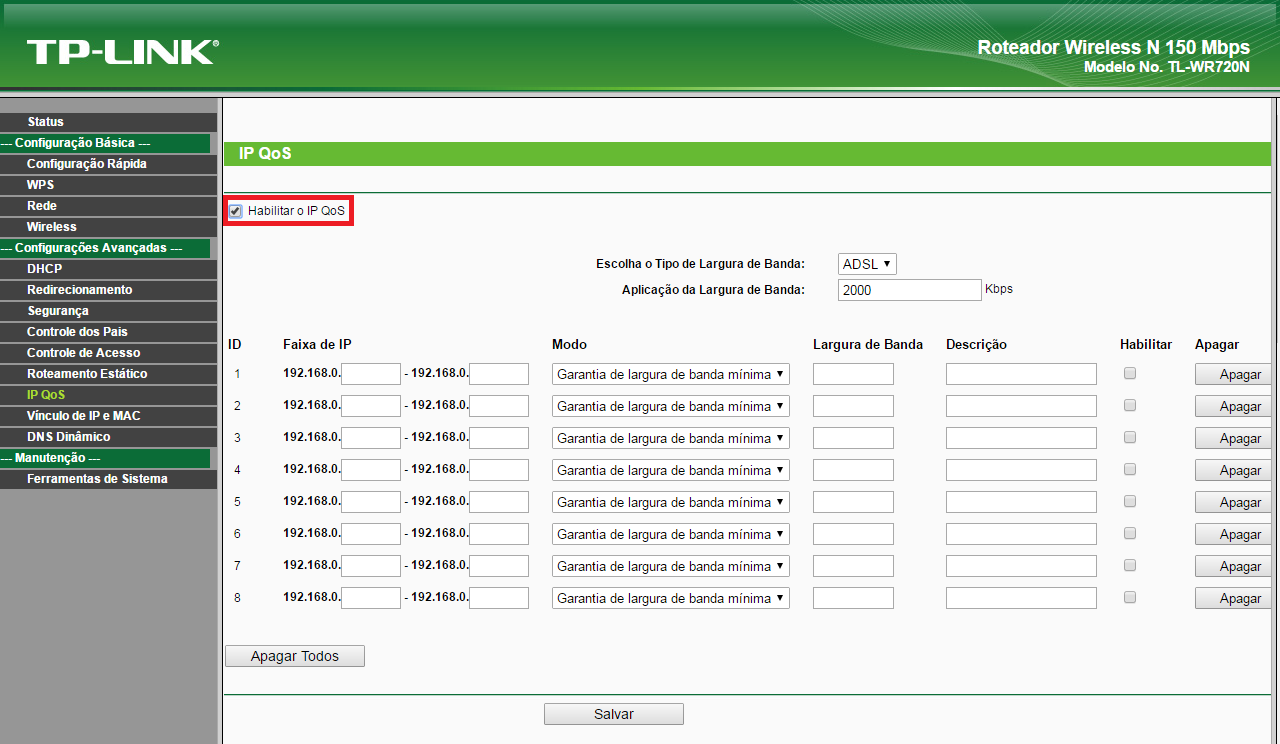 TP-LINK®
Roteador Wireless N 150 Mbps
Modelo No. TL-WR720N
Status
--- Configuração Básica ---
Configuração Rápida
WPS
Rede
Wireless
--- Configurações Avançadas ---
DHCP
Redirecionamento
Segurança
Controle dos Pais
Controle de Acesso
Roteamento Estático
IP QoS
Vínculo de IP e MAC
DNS Dinâmico
--- Manutenção ---
Ferramentas de Sistema
IP QoS
Habilitar o IP QoS
Escolha o Tipo de Largura de Banda: ADSL
Aplicação da Largura de Banda: 2000 Kbps
ID Faixa de IP Modo Largura de Banda Descrição Habilitar Apagar
1 192.168.0. - 192.168.0. Garantia de largura de banda mínima Apagar
2 192.168.0. - 192.168.0. Garantia de largura de banda mínima Apagar
3 192.168.0. - 192.168.0. Garantia de largura de banda mínima Apagar
4 192.168.0. - 192.168.0. Garantia de largura de banda mínima Apagar
5 192.168.0. - 192.168.0. Garantia de largura de banda mínima Apagar
6 192.168.0. - 192.168.0. Garantia de largura de banda mínima Apagar
7 192.168.0. - 192.168.0. Garantia de largura de banda mínima Apagar
8 192.168.0. - 192.168.0. Garantia de largura de banda mínima Apagar
Apagar Todos
Salvar